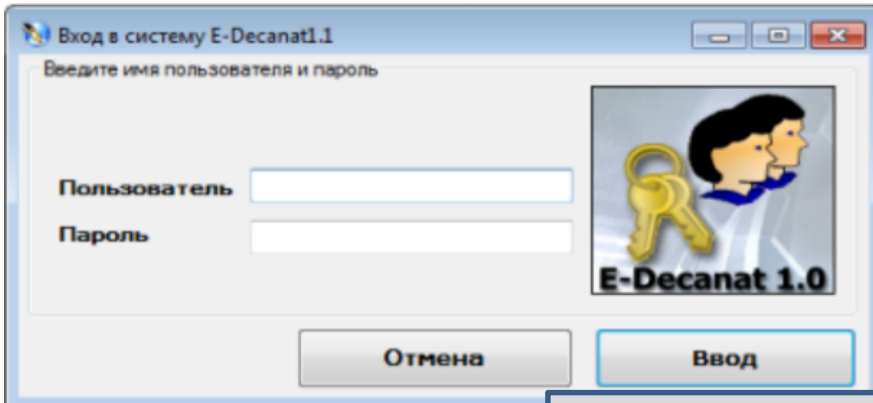 Вход в систему E-Decanat1.1
Введите имя пользователя и пароль
Пользователь
Пароль
E-Decanat 1.0
Отмена
Ввод